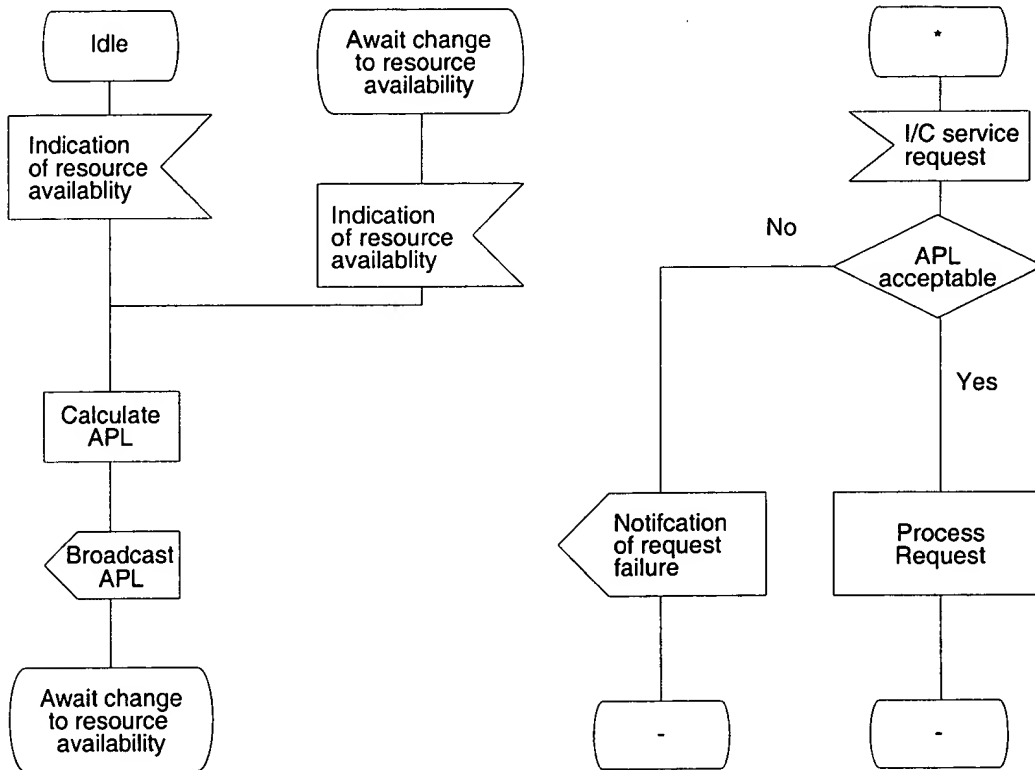 Idle
Await change
to resource
availability
*
Indication
of resource
availablity
I/C service
request
Indication
of resource
availablity
No
APL
acceptable
Yes
Calculate
APL
Notifcation
of request
failure
Process
Request
Broadcast
APL
Await change
to resource
availability
-
-